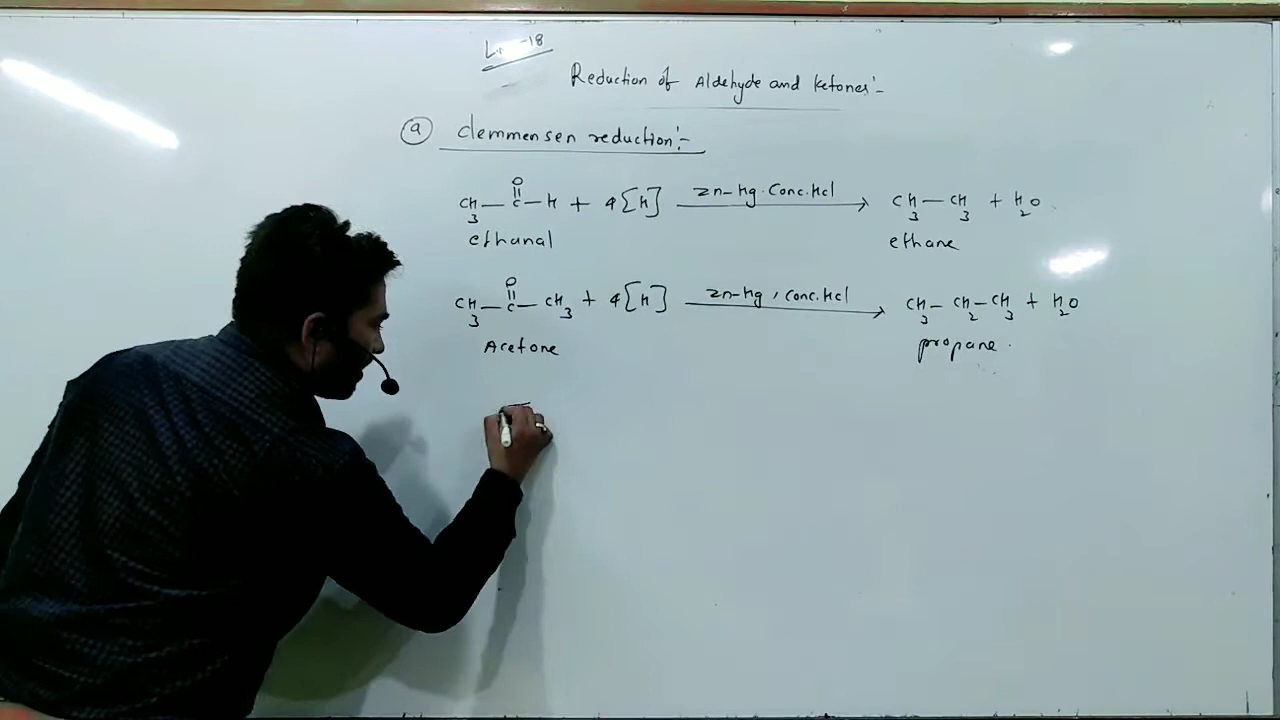 -18
Reduction of Aldehyde and Ketones:-
(a) Clemmensen reduction:-
O
CH3 — C — H + 4[H] Zn-Hg. Conc. Hcl → CH3 — CH3 + H2O
ethanal ethane
O
CH3 — C — CH3 + 4[H] Zn-Hg, Conc. Hcl → CH3 - CH2 - CH3 + H2O
Acetone propane.